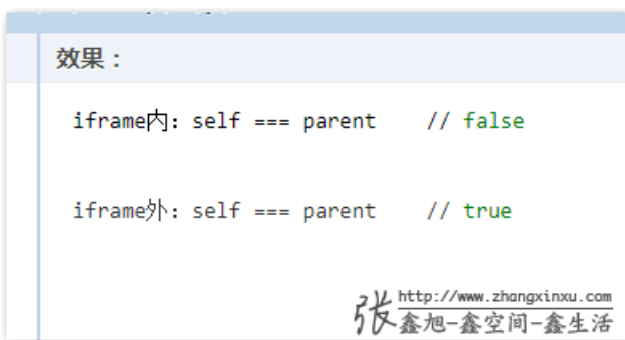 效果：
iframe内：self === parent // false
iframe外：self === parent // true
张 http://www.zhangxinxu.com
鑫旭-鑫空间-鑫生活